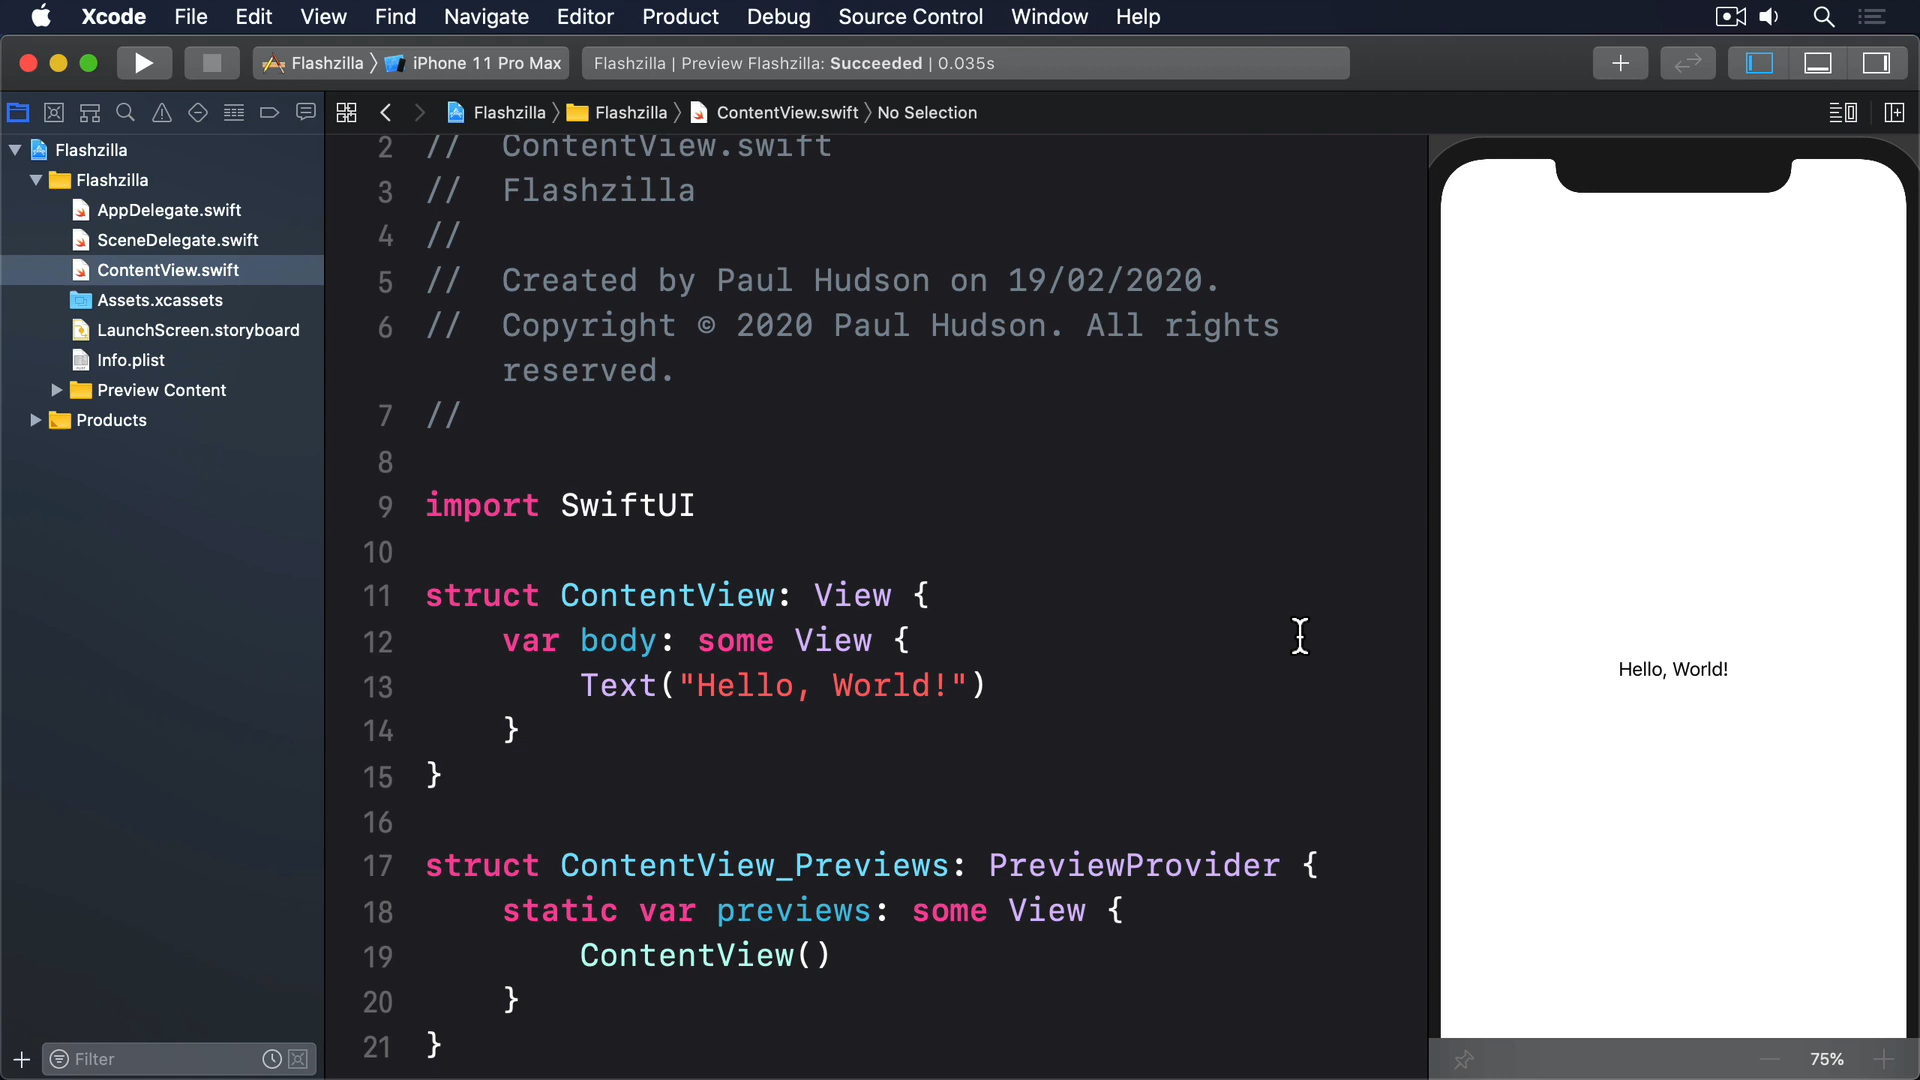 Xcode File Edit View Find Navigate Editor Product Debug Source Control Window Help
Flashzilla iPhone 11 Pro Max
Flashzilla | Preview Flashzilla: Succeeded | 0.035s
Flashzilla Flashzilla ContentView.swift No Selection
Flashzilla
Flashzilla
AppDelegate.swift
SceneDelegate.swift
ContentView.swift
Assets.xcassets
LaunchScreen.storyboard
Info.plist
Preview Content
Products
Filter
2 // ContentView.swift
3 // Flashzilla
4 //
5 // Created by Paul Hudson on 19/02/2020.
6 // Copyright © 2020 Paul Hudson. All rights
reserved.
7 //
8
9 import SwiftUI
10
11 struct ContentView: View {
12 var body: some View {
13 Text("Hello, World!")
14 }
15 }
16
17 struct ContentView_Previews: PreviewProvider {
18 static var previews: some View {
19 ContentView()
20 }
21 }
Hello, World!
75%